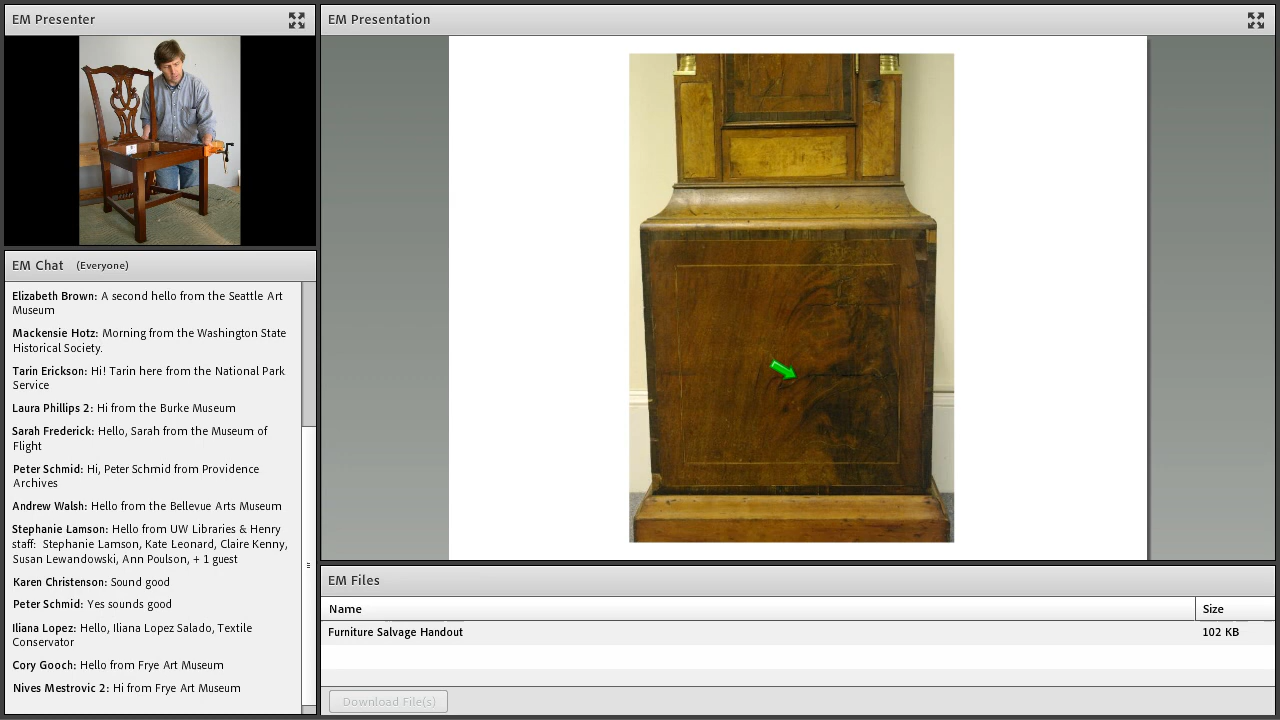 EM Presenter
EM Presentation
EM Chat (Everyone)
Elizabeth Brown: A second hello from the Seattle Art
Museum
Mackensie Hotz: Morning from the Washington State
Historical Society.
Tarin Erickson: Hi! Tarin here from the National Park
Service
Laura Phillips 2: Hi from the Burke Museum
Sarah Frederick: Hello, Sarah from the Museum of
Flight
Peter Schmid: Hi, Peter Schmid from Providence
Archives
Andrew Walsh: Hello from the Bellevue Arts Museum
Stephanie Lamson: Hello from UW Libraries & Henry
staff: Stephanie Lamson, Kate Leonard, Claire Kenny,
Susan Lewandowski, Ann Poulson, + 1 guest
Karen Christenson: Sound good
Peter Schmid: Yes sounds good
Iliana Lopez: Hello, Iliana Lopez Salado, Textile
Conservator
Cory Gooch: Hello from Frye Art Museum
Nives Mestrovic 2: Hi from Frye Art Museum
EM Files
Name Size
Furniture Salvage Handout 102 KB
Download File(s)